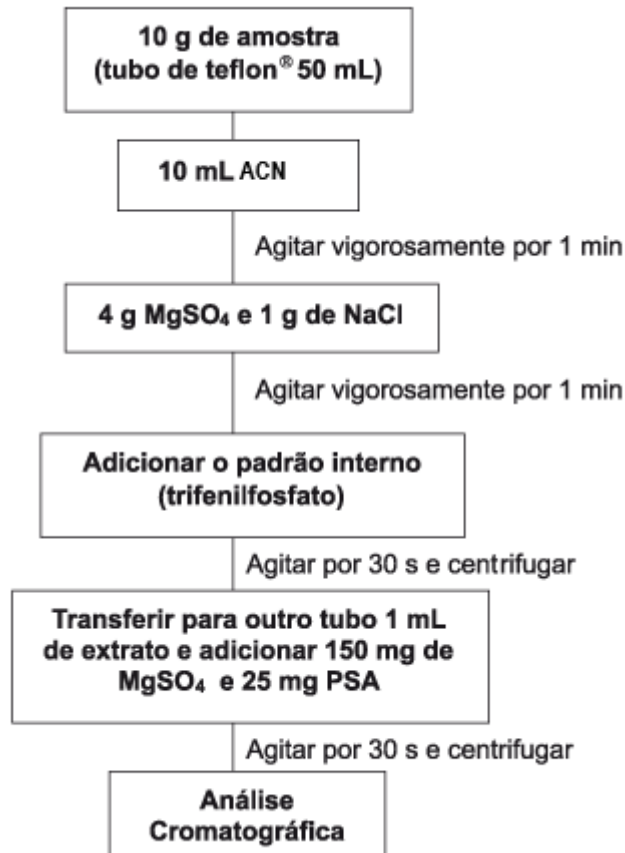 10 g de amostra
(tubo de teflon® 50 mL)
10 mL ACN
Agitar vigorosamente por 1 min
4 g MgSO₄ e 1 g de NaCl
Agitar vigorosamente por 1 min
Adicionar o padrão interno
(trifenilfosfato)
Agitar por 30 s e centrifugar
Transferir para outro tubo 1 mL
de extrato e adicionar 150 mg de
MgSO₄ e 25 mg PSA
Agitar por 30 s e centrifugar
Análise
Cromatográfica